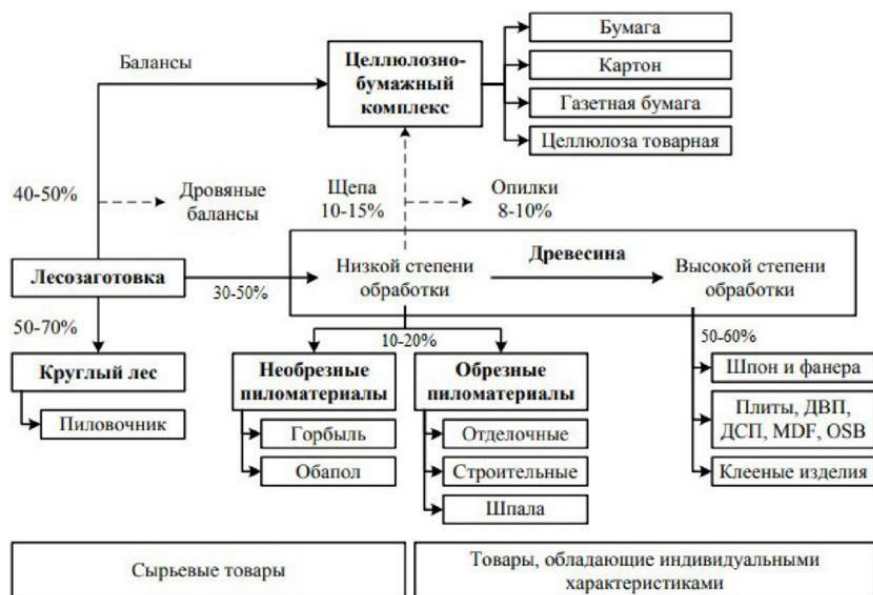 Бумага
Балансы
Целлюлозно-
бумажный
комплекс
Картон
Газетная бумага
Целлюлоза товарная
40-50%
Дровяные
балансы
Щепа
10-15%
Опилки
8-10%
Лесозаготовка
30-50%
Низкой степени
обработки
Древесина
Высокой степени
обработки
50-70%
10-20%
50-60%
Круглый лес
Пиловочник
Необрезные
пиломатериалы
Горбыль
Обапол
Обрезные
пиломатериалы
Отделочные
Строительные
Шпала
Шпон и фанера
Плиты, ДВП,
ДСП, MDF, OSB
Клееные изделия
Сырьевые товары
Товары, обладающие индивидуальными
характеристиками